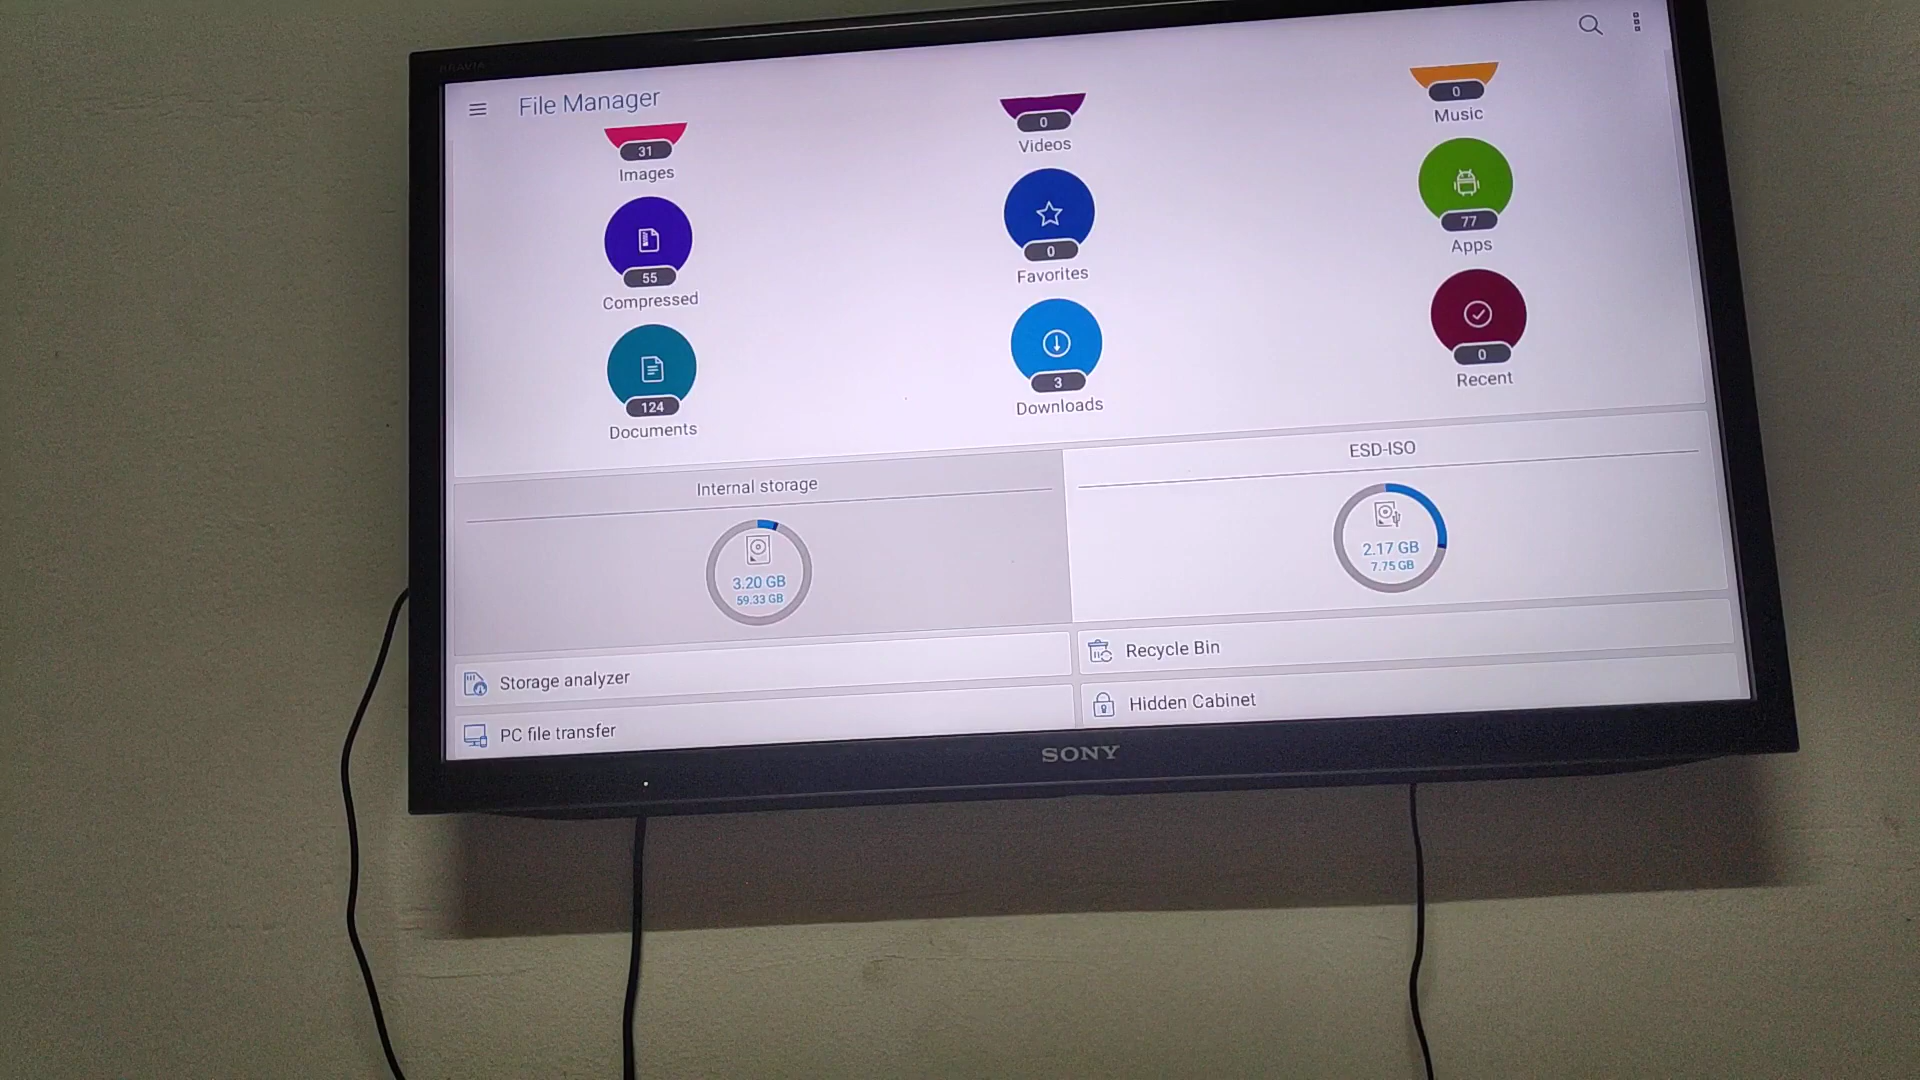 BRAVIA
File Manager
31
Images
0
Videos
0
Music
55
Compressed
0
Favorites
77
Apps
124
Documents
3
Downloads
0
Recent
Internal storage
3.20 GB
59.33 GB
ESD-ISO
2.17 GB
7.75 GB
Storage analyzer
Recycle Bin
PC file transfer
Hidden Cabinet
SONY